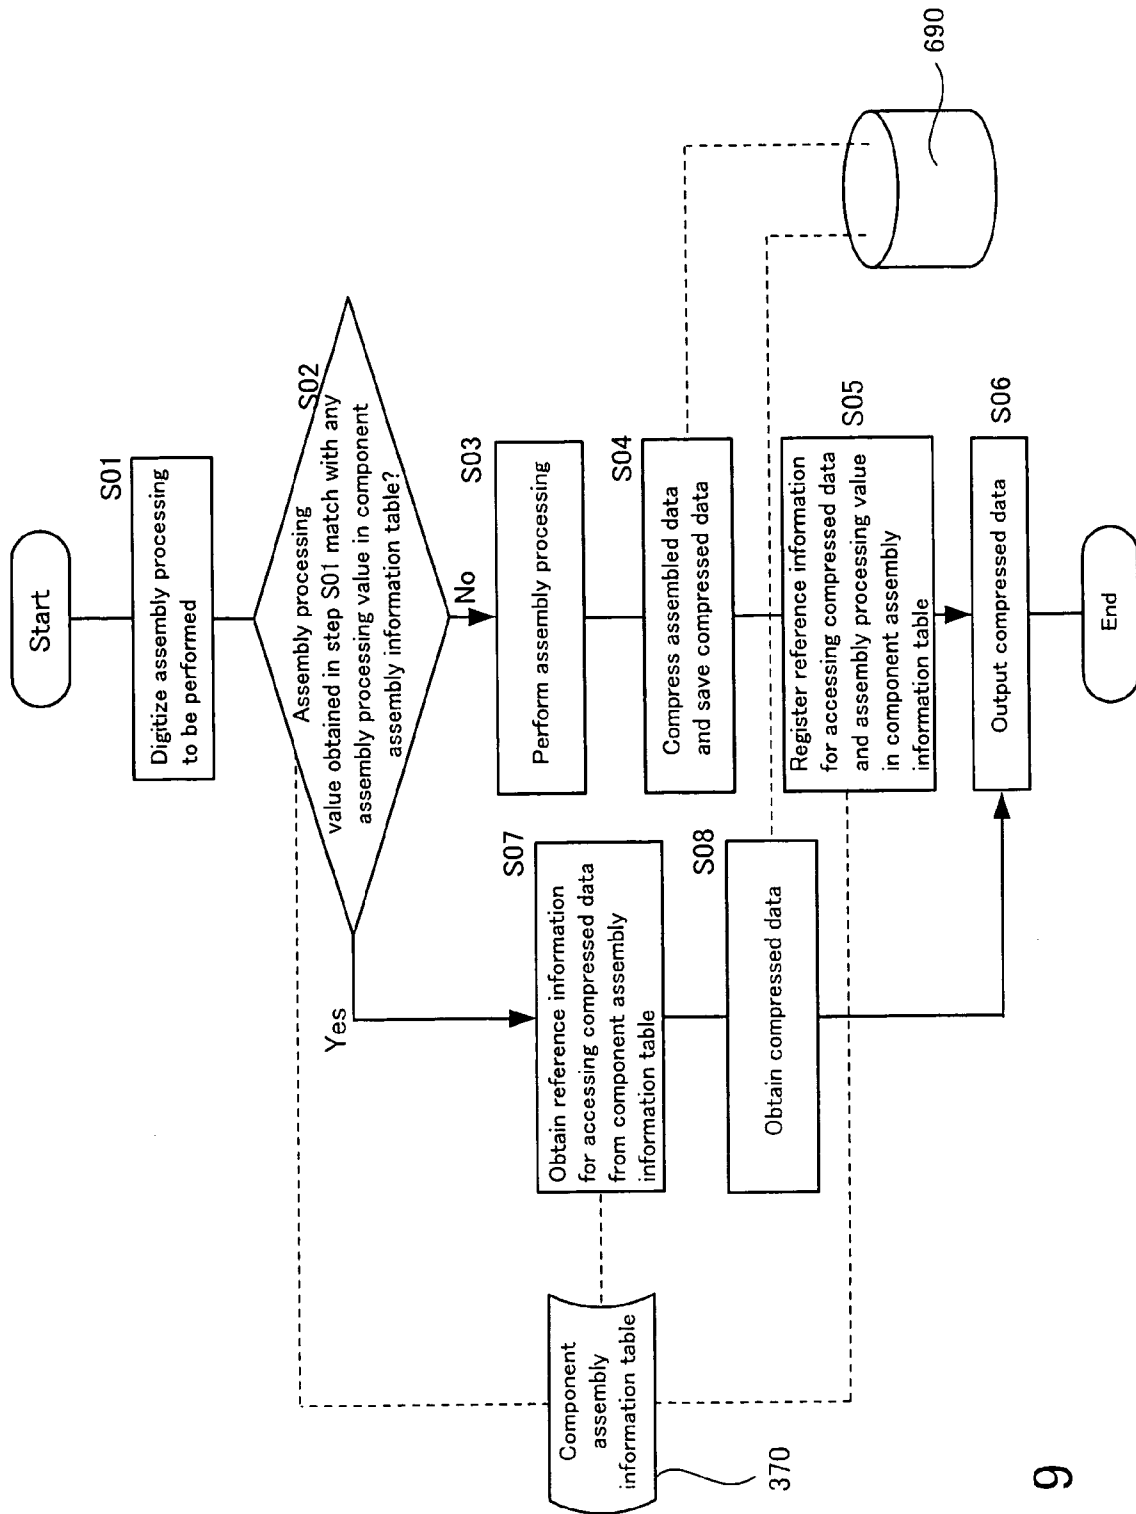 Start
S01
Digitize assembly processing
to be performed
S02
Assembly processing
value obtained in step S01 match with any
assembly processing value in component
assembly information table?
No
Yes
S03
Perform assembly processing
S04
Compress assembled data
and save compressed data
S05
Register reference information
for accessing compressed data
and assembly processing value
in component assembly
information table
S06
Output compressed data
End
S07
Obtain reference information
for accessing compressed data
from component assembly
information table
S08
Obtain compressed data
Component
assembly
information table
370
690
9